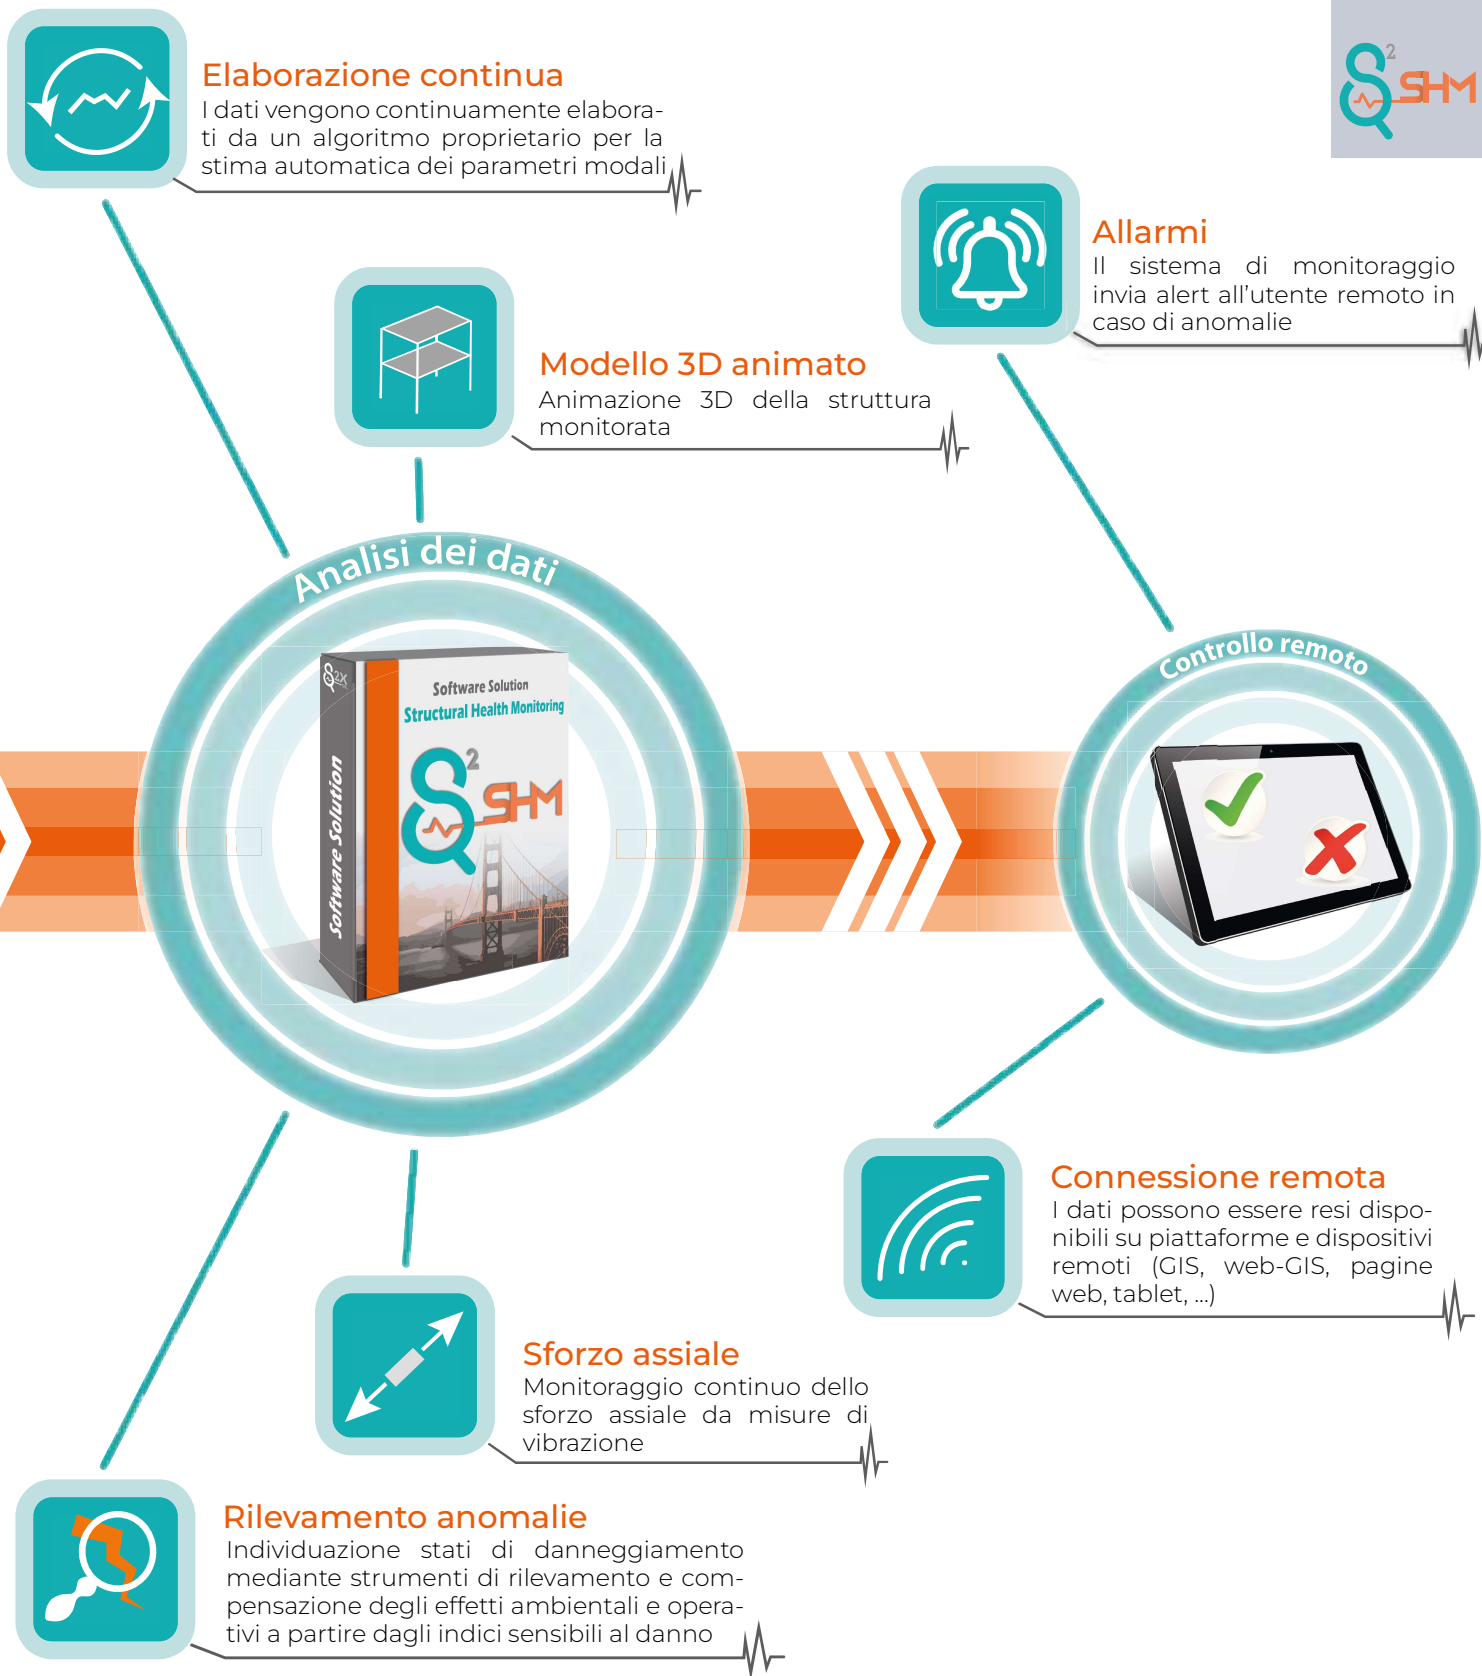 Elaborazione continua
I dati vengono continuamente elabora-
ti da un algoritmo proprietario per la
stima automatica dei parametri modali
S2 SHM
Allarmi
Il sistema di monitoraggio
invia alert all'utente remoto in
caso di anomalie
Modello 3D animato
Animazione 3D della struttura
monitorata
Analisi dei dati
Controllo remoto
S2X
Software Solution
Software Solution
Structural Health Monitoring
S2 SHM
Connessione remota
I dati possono essere resi dispo-
nibili su piattaforme e dispositivi
remoti (GIS, web-GIS, pagine
web, tablet, ...)
Sforzo assiale
Monitoraggio continuo dello
sforzo assiale da misure di
vibrazione
Rilevamento anomalie
Individuazione stati di danneggiamento
mediante strumenti di rilevamento e com-
pensazione degli effetti ambientali e opera-
tivi a partire dagli indici sensibili al danno